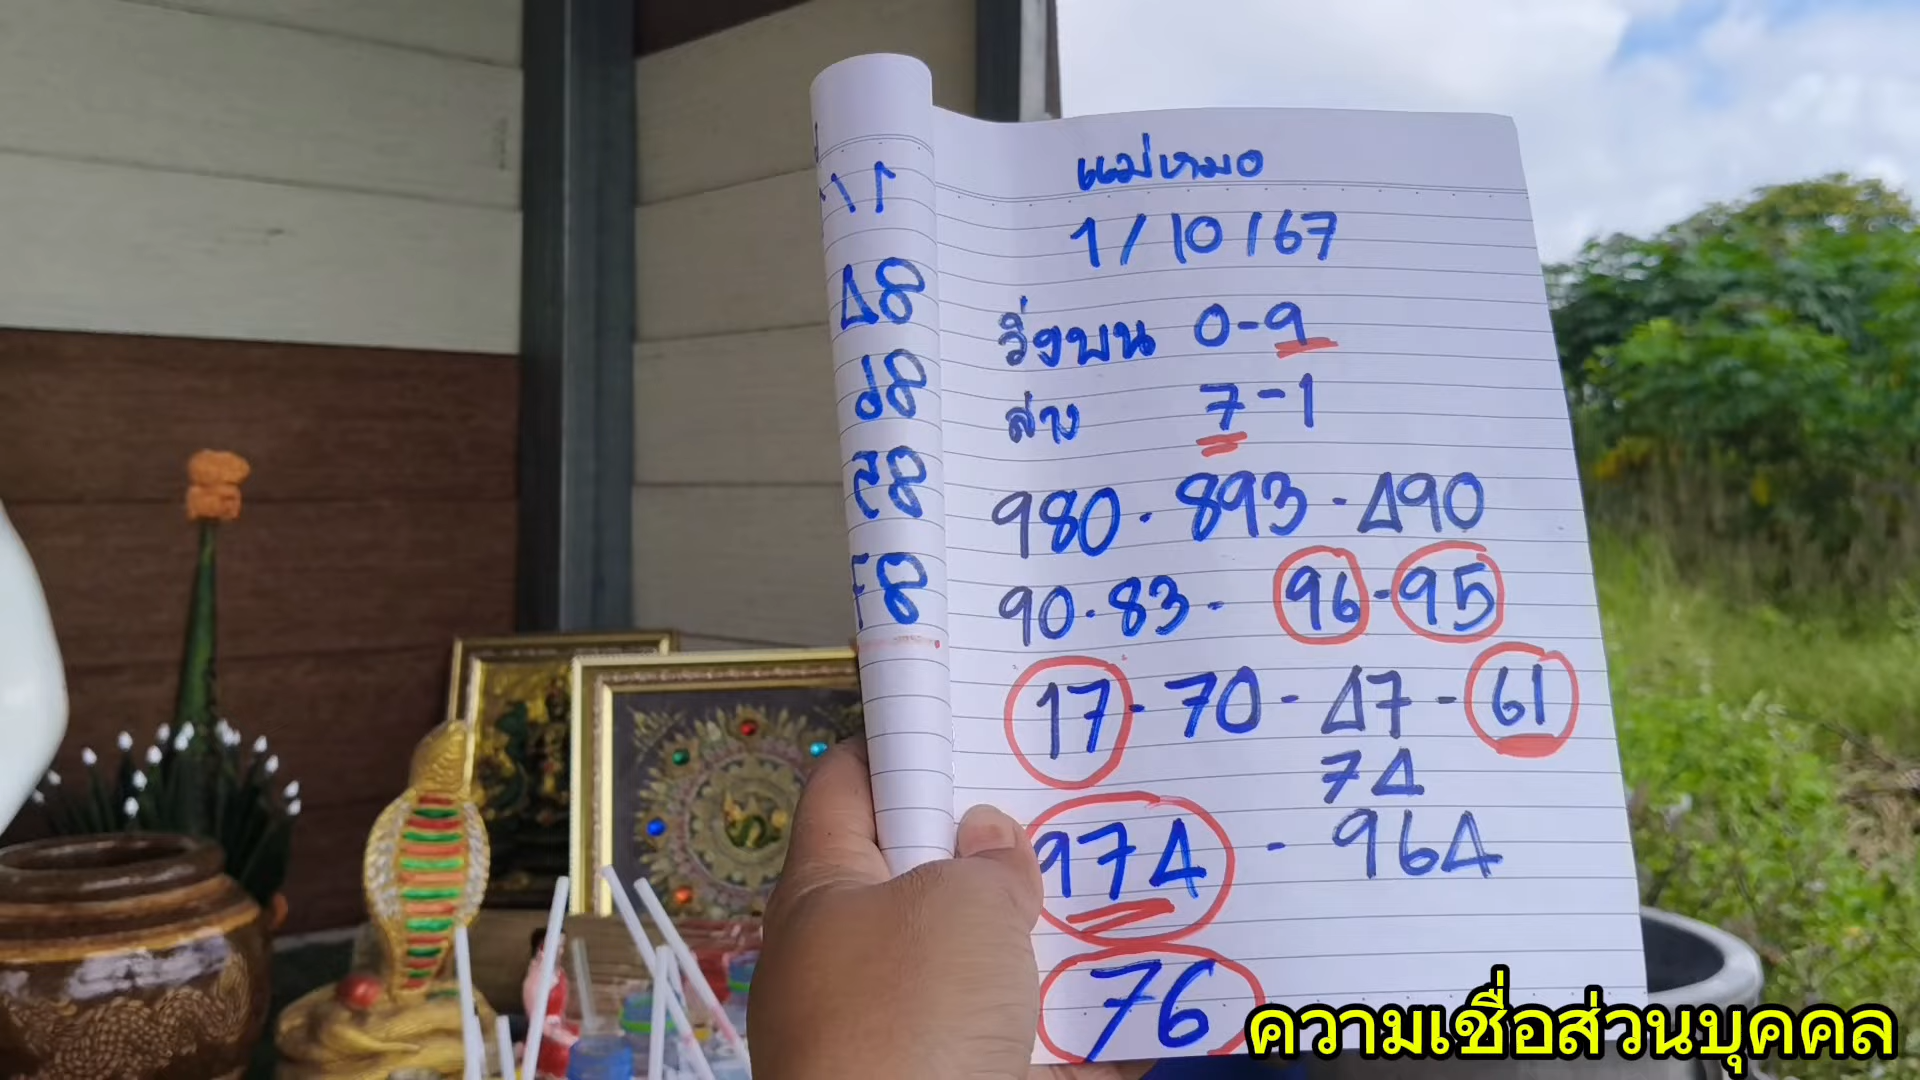 แม่หมอ
1/10/67
วิ่งบน 0-9
ล่าง 7-1
980-893-490
90-83-96-95
17-70-47-61
74
974-964
76
ความเชื่อส่วนบุคคล